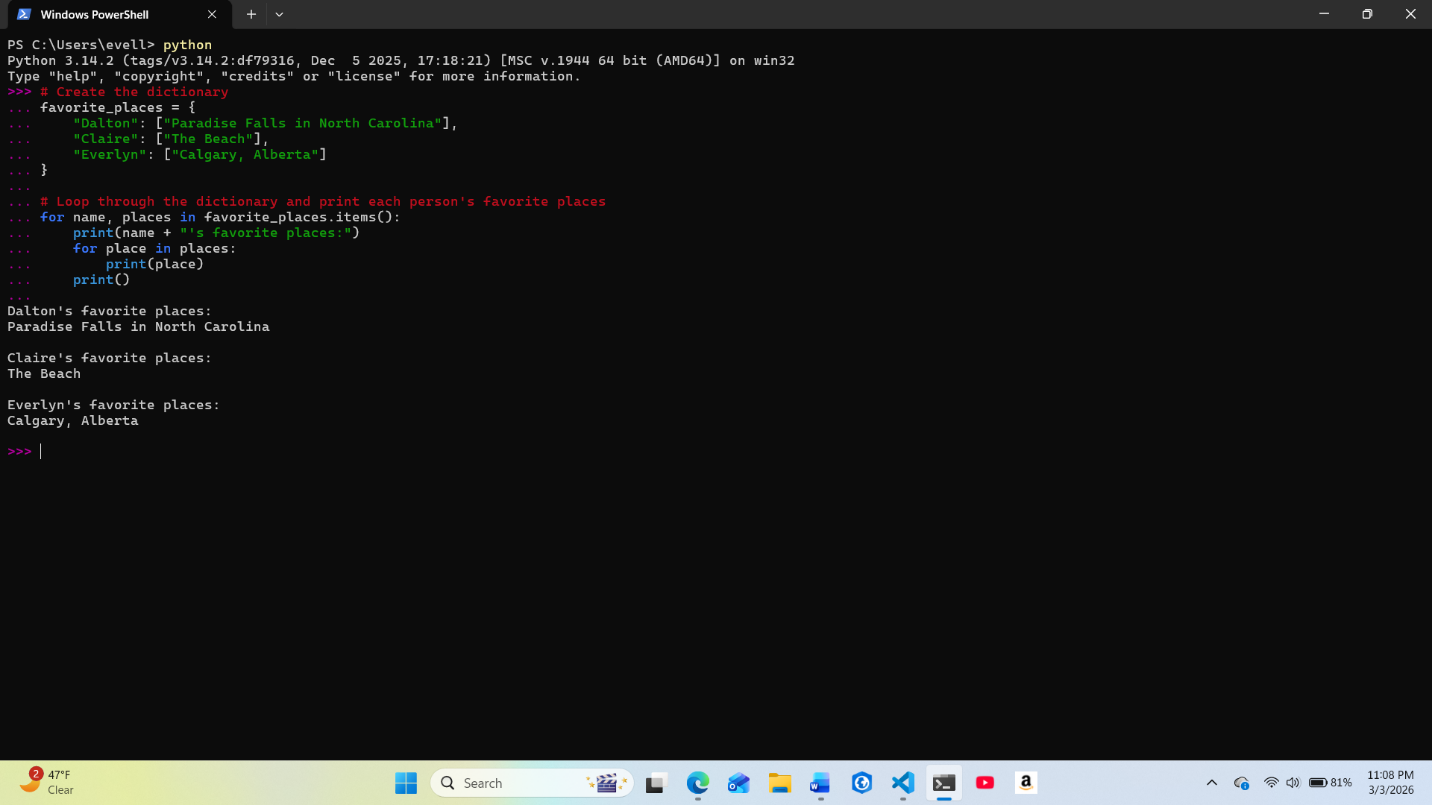 Windows PowerShell
PS C:\Users\evell> python
Python 3.14.2 (tags/v3.14.2:df79316, Dec  5 2025, 17:18:21) [MSC v.1944 64 bit (AMD64)] on win32
Type "help", "copyright", "credits" or "license" for more information.
>>> # Create the dictionary
... favorite_places = {
...     "Dalton": ["Paradise Falls in North Carolina"],
...     "Claire": ["The Beach"],
...     "Everlyn": ["Calgary, Alberta"]
... }
...
... # Loop through the dictionary and print each person's favorite places
... for name, places in favorite_places.items():
...     print(name + "'s favorite places:")
...     for place in places:
...         print(place)
...     print()
...
Dalton's favorite places:
Paradise Falls in North Carolina

Claire's favorite places:
The Beach

Everlyn's favorite places:
Calgary, Alberta

>>>
2
47°F
Clear
Search
81%
11:08 PM
3/3/2026